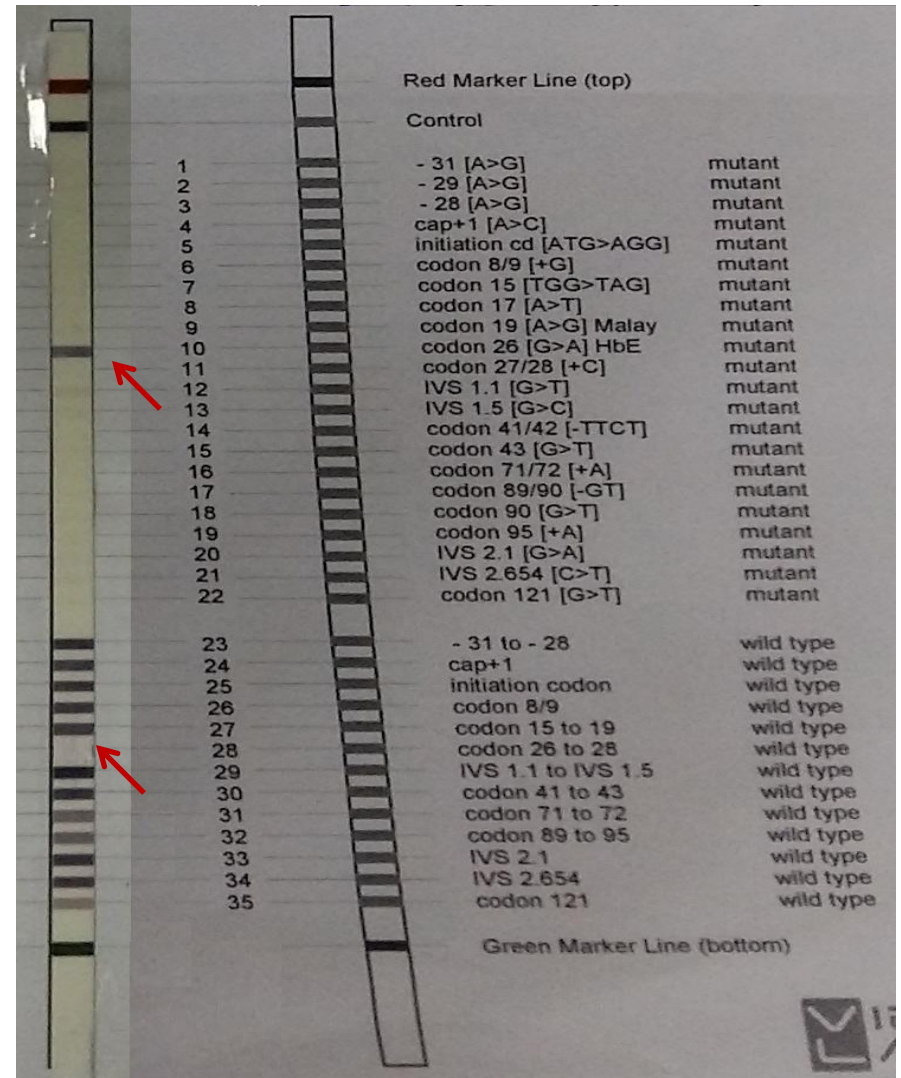 Red Marker Line (top)
Control
1 - 31 [A>G] mutant
2 - 29 [A>G] mutant
3 - 28 [A>G] mutant
4 cap+1 [A>C] mutant
5 initiation cd [ATG>AGG] mutant
6 codon 8/9 [+G] mutant
7 codon 15 [TGG>TAG] mutant
8 codon 17 [A>T] mutant
9 codon 19 [A>G] Malay mutant
10 codon 26 [G>A] HbE mutant
11 codon 27/28 [+C] mutant
12 IVS 1.1 [G>T] mutant
13 IVS 1.5 [G>C] mutant
14 codon 41/42 [-TTCT] mutant
15 codon 43 [G>T] mutant
16 codon 71/72 [+A] mutant
17 codon 89/90 [-GT] mutant
18 codon 90 [G>T] mutant
19 codon 95 [+A] mutant
20 IVS 2.1 [G>A] mutant
21 IVS 2.654 [C>T] mutant
22 codon 121 [G>T] mutant
23 - 31 to - 28 wild type
24 cap+1 wild type
25 initiation codon wild type
26 codon 8/9 wild type
27 codon 15 to 19 wild type
28 codon 26 to 28 wild type
29 IVS 1.1 to IVS 1.5 wild type
30 codon 41 to 43 wild type
31 codon 71 to 72 wild type
32 codon 89 to 95 wild type
33 IVS 2.1 wild type
34 IVS 2.654 wild type
35 codon 121 wild type
Green Marker Line (bottom)